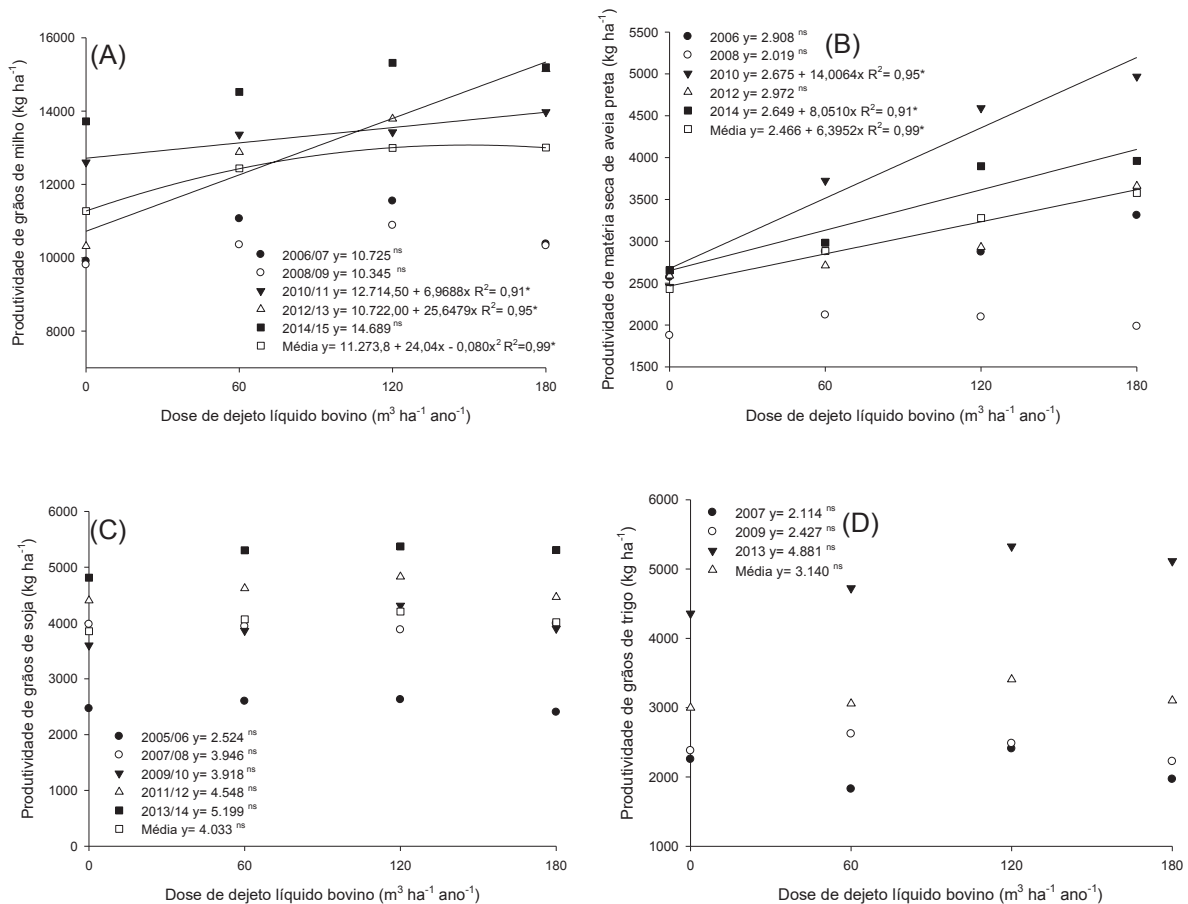 (A)
Produtividade de grãos de milho (kg ha⁻¹)
16000
14000
12000
10000
8000
2006/07 y= 10.725 ns
2008/09 y= 10.345 ns
2010/11 y= 12.714,50 + 6,9688x R²= 0,91*
2012/13 y= 10.722,00 + 25,6479x R²= 0,95*
2014/15 y= 14.689 ns
Média y= 11.273,8 + 24,04x - 0,080x² R²=0,99*
0 60 120 180
Dose de dejeto líquido bovino (m³ ha⁻¹ ano⁻¹)
(B)
Produtividade de matéria seca de aveia preta (kg ha⁻¹)
5500
5000
4500
4000
3500
3000
2500
2000
1500
2006 y= 2.908 ns
2008 y= 2.019 ns
2010 y= 2.675 + 14,0064x R²= 0,95*
2012 y= 2.972 ns
2014 y= 2.649 + 8,0510x R²= 0,91*
Média y= 2.466 + 6,3952x R²= 0,99*
0 60 120 180
Dose de dejeto líquido bovino (m³ ha⁻¹ ano⁻¹)
(C)
Produtividade de grãos de soja (kg ha⁻¹)
6000
5000
4000
3000
2000
1000
0
2005/06 y= 2.524 ns
2007/08 y= 3.946 ns
2009/10 y= 3.918 ns
2011/12 y= 4.548 ns
2013/14 y= 5.199 ns
Média y= 4.033 ns
0 60 120 180
Dose de dejeto líquido bovino (m³ ha⁻¹ ano⁻¹)
(D)
Produtividade de grãos de trigo (kg ha⁻¹)
6000
5000
4000
3000
2000
1000
2007 y= 2.114 ns
2009 y= 2.427 ns
2013 y= 4.881 ns
Média y= 3.140 ns
0 60 120 180
Dose de dejeto líquido bovino (m³ ha⁻¹ ano⁻¹)